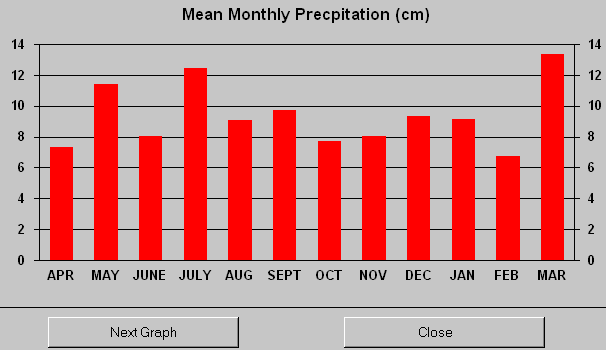 Mean Monthly Precpitation (cm)
14 14
12 12
10 10
8 8
6 6
4 4
2 2
0 0
APR MAY JUNE JULY AUG SEPT OCT NOV DEC JAN FEB MAR
Next Graph Close